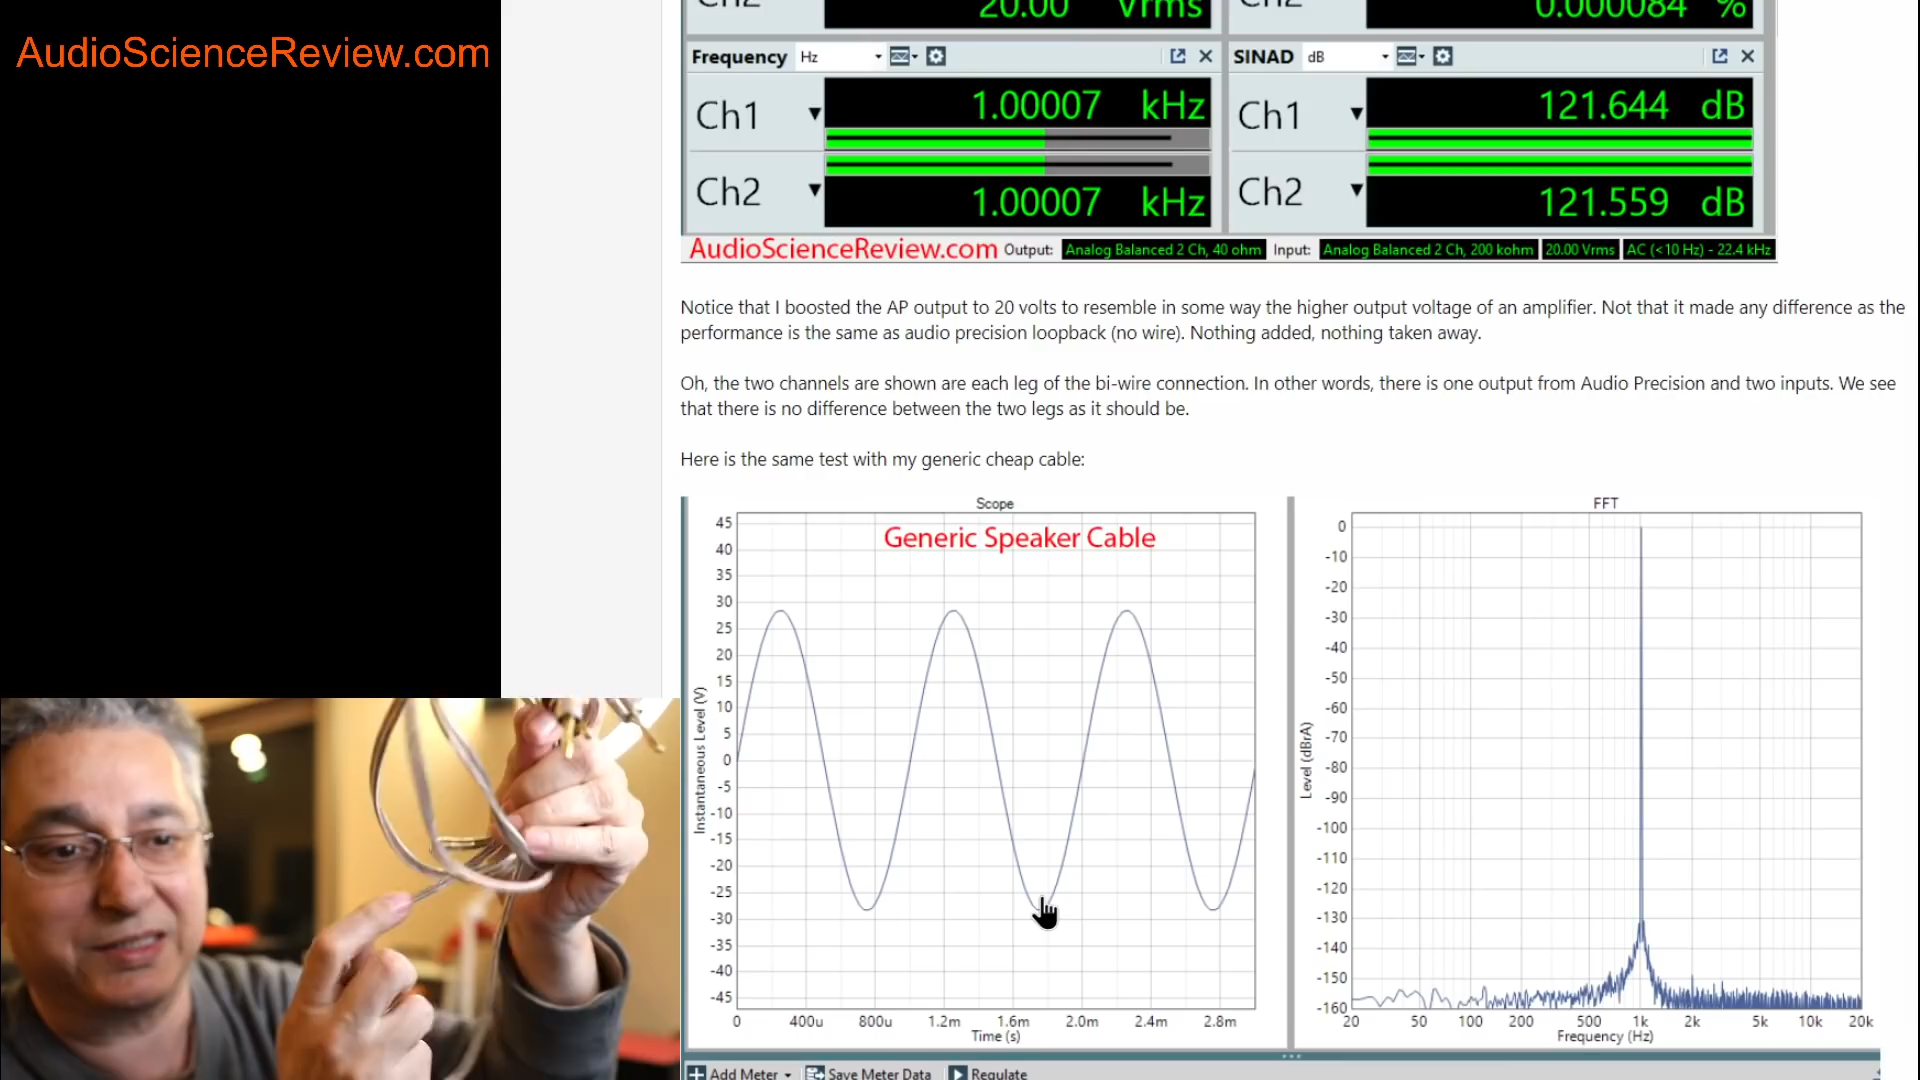 AudioScienceReview.com
Ch2 20.00 Vrms
Ch2 0.000084 %
Frequency Hz
SINAD dB
Ch1 1.00007 kHz
Ch1 121.644 dB
Ch2 1.00007 kHz
Ch2 121.559 dB
AudioScienceReview.com Output: Analog Balanced 2 Ch, 40 ohm Input: Analog Balanced 2 Ch, 200 kohm 20.00 Vrms AC (<10 Hz) - 22.4 kHz
Notice that I boosted the AP output to 20 volts to resemble in some way the higher output voltage of an amplifier. Not that it made any difference as the
performance is the same as audio precision loopback (no wire). Nothing added, nothing taken away.
Oh, the two channels are shown are each leg of the bi-wire connection. In other words, there is one output from Audio Precision and two inputs. We see
that there is no difference between the two legs as it should be.
Here is the same test with my generic cheap cable:
Scope
Generic Speaker Cable
45
40
35
30
25
20
15
10
5
0
-5
-10
-15
-20
-25
-30
-35
-40
-45
Instantaneous Level (V)
0 400u 800u 1.2m 1.6m 2.0m 2.4m 2.8m
Time (s)
FFT
0
-10
-20
-30
-40
-50
-60
-70
-80
-90
-100
-110
-120
-130
-140
-150
-160
Level (dBrA)
20 50 100 200 500 1k 2k 5k 10k 20k
Frequency (Hz)
Add Meter Save Meter Data Regulate